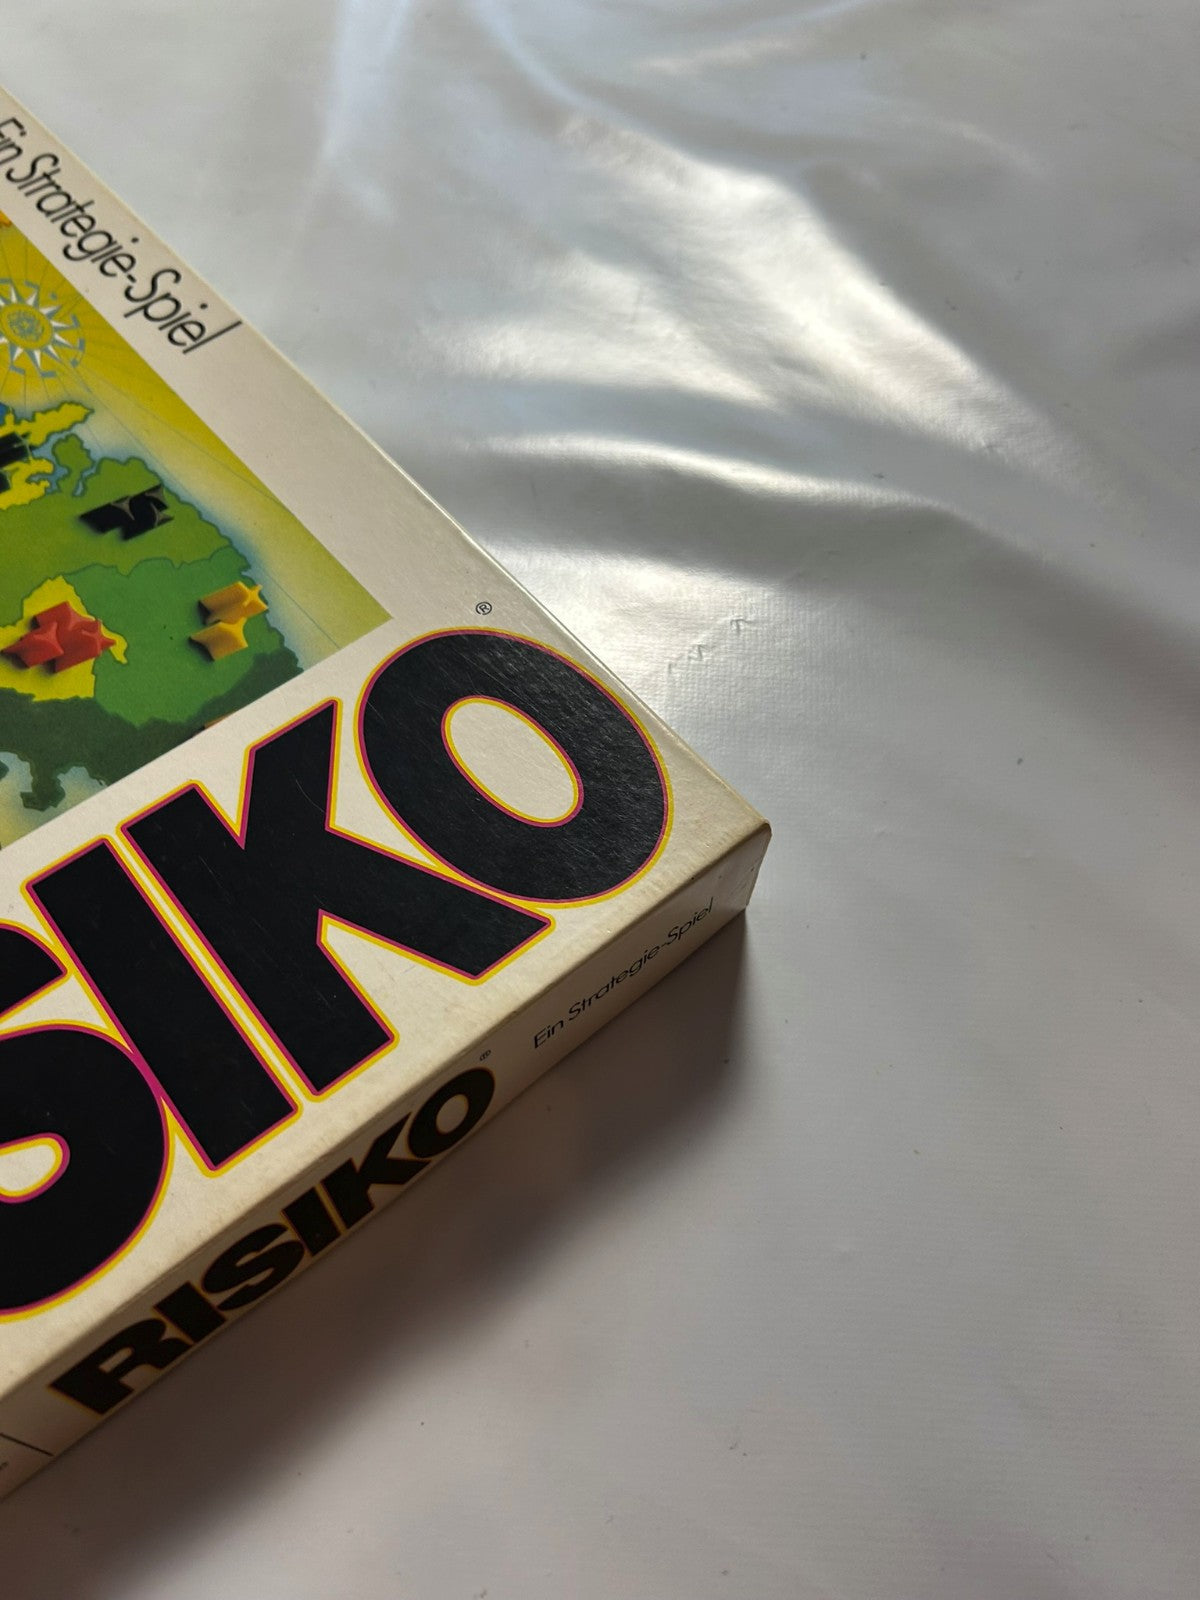 Ein Strategie-Spiel
SIKO®
RISIKO®
Ein Strategie-Spiel